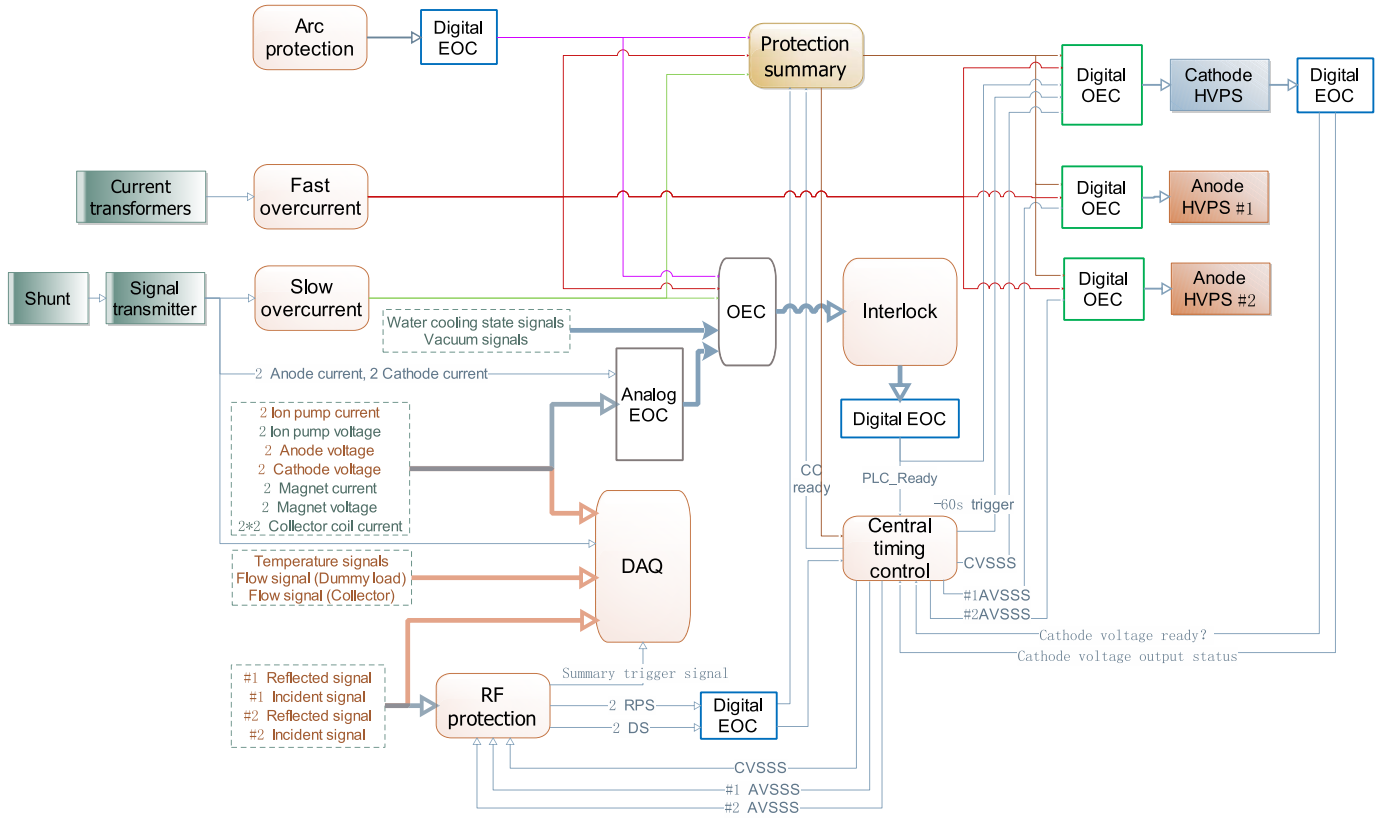 Arc
protection
Digital
EOC
Protection
summary
Digital
OEC
Cathode
HVPS
Digital
EOC
Current
transformers
Fast
overcurrent
Digital
OEC
Anode
HVPS #1
Shunt
Signal
transmitter
Slow
overcurrent
OEC
Interlock
Digital
OEC
Anode
HVPS #2
Water cooling state signals
Vacuum signals
2 Anode current, 2 Cathode current
Analog
EOC
Digital EOC
2 Ion pump current
2 Ion pump voltage
2 Anode voltage
2 Cathode voltage
2 Magnet current
2 Magnet voltage
2*2 Collector coil current
CC
ready
PLC_Ready
-60s trigger
Central
timing
control
CVSSS
#1AVSSS
#2AVSSS
DAQ
Temperature signals
Flow signal (Dummy load)
Flow signal (Collector)
Cathode voltage ready?
Cathode voltage output status
Summary trigger signal
#1 Reflected signal
#1 Incident signal
#2 Reflected signal
#2 Incident signal
RF
protection
2 RPS
2 DS
Digital
EOC
CVSSS
#1 AVSSS
#2 AVSSS